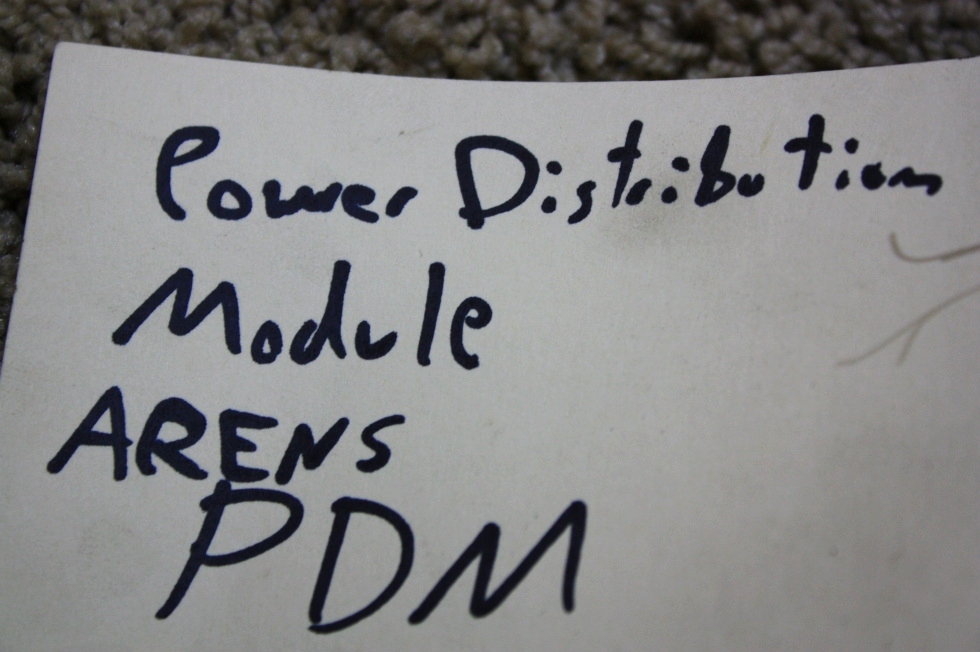 Power Distribution
Module
ARENS
PDM